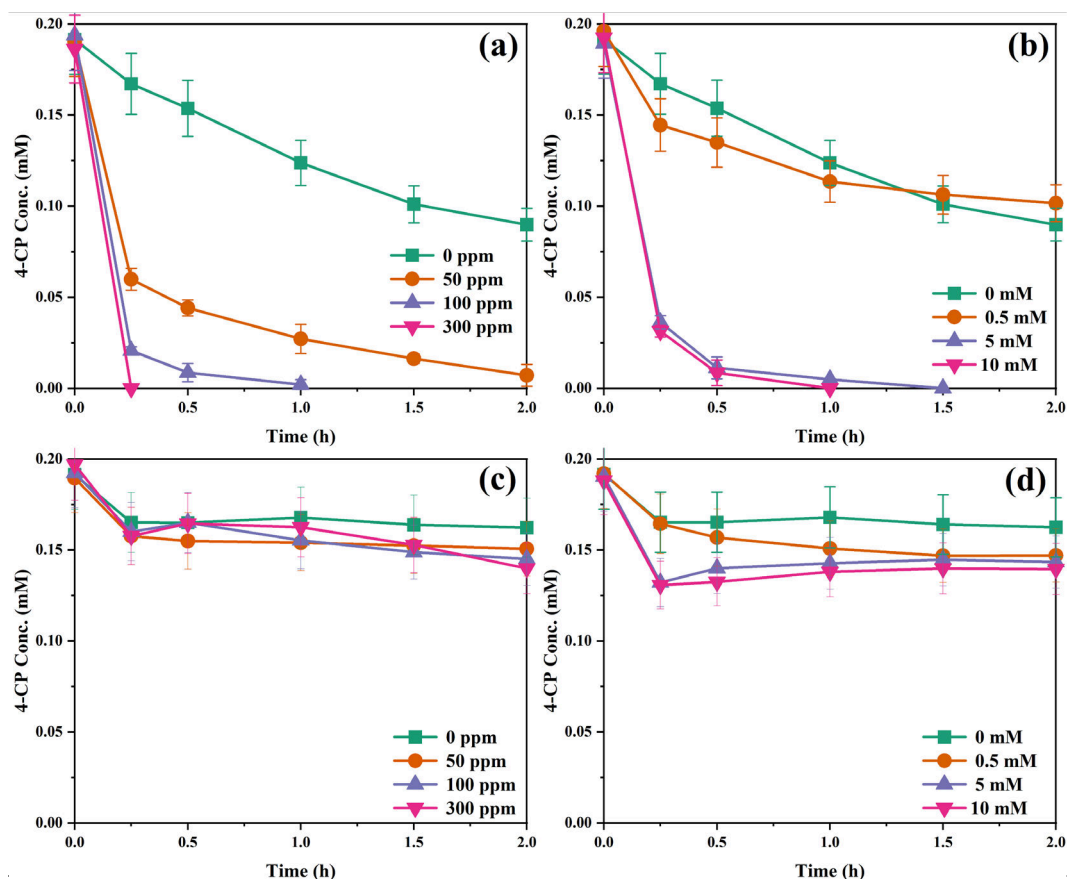 (a)
4-CP Conc. (mM)
0.20
0.15
0.10
0.05
0.00
0 ppm
50 ppm
100 ppm
300 ppm
0.0 0.5 1.0 1.5 2.0
Time (h)
(b)
4-CP Conc. (mM)
0.20
0.15
0.10
0.05
0.00
0 mM
0.5 mM
5 mM
10 mM
0.0 0.5 1.0 1.5 2.0
Time (h)
(c)
4-CP Conc. (mM)
0.20
0.15
0.10
0.05
0.00
0 ppm
50 ppm
100 ppm
300 ppm
0.0 0.5 1.0 1.5 2.0
Time (h)
(d)
4-CP Conc. (mM)
0.20
0.15
0.10
0.05
0.00
0 mM
0.5 mM
5 mM
10 mM
0.0 0.5 1.0 1.5 2.0
Time (h)